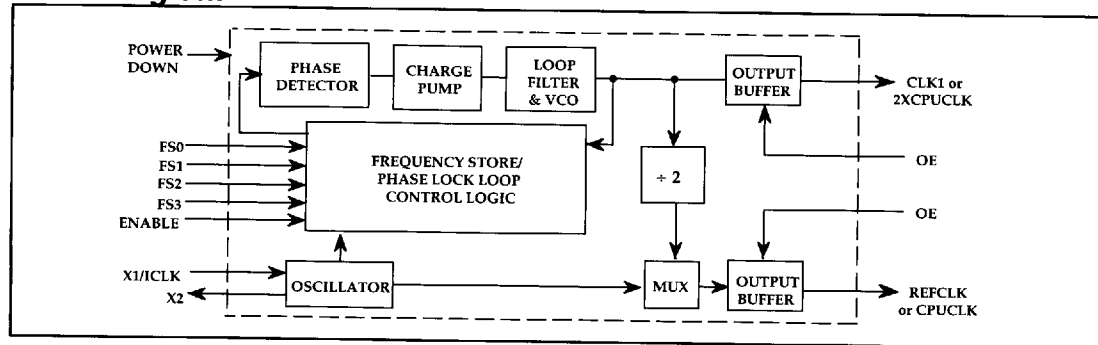 POWER
DOWN
PHASE
DETECTOR
CHARGE
PUMP
LOOP
FILTER
& VCO
OUTPUT
BUFFER
CLK1 or
2XCPUCLK
FS0
FS1
FS2
FS3
ENABLE
FREQUENCY STORE/
PHASE LOCK LOOP
CONTROL LOGIC
÷ 2
OE
OE
X1/ICLK
X2
OSCILLATOR
MUX
OUTPUT
BUFFER
REFCLK
or CPUCLK